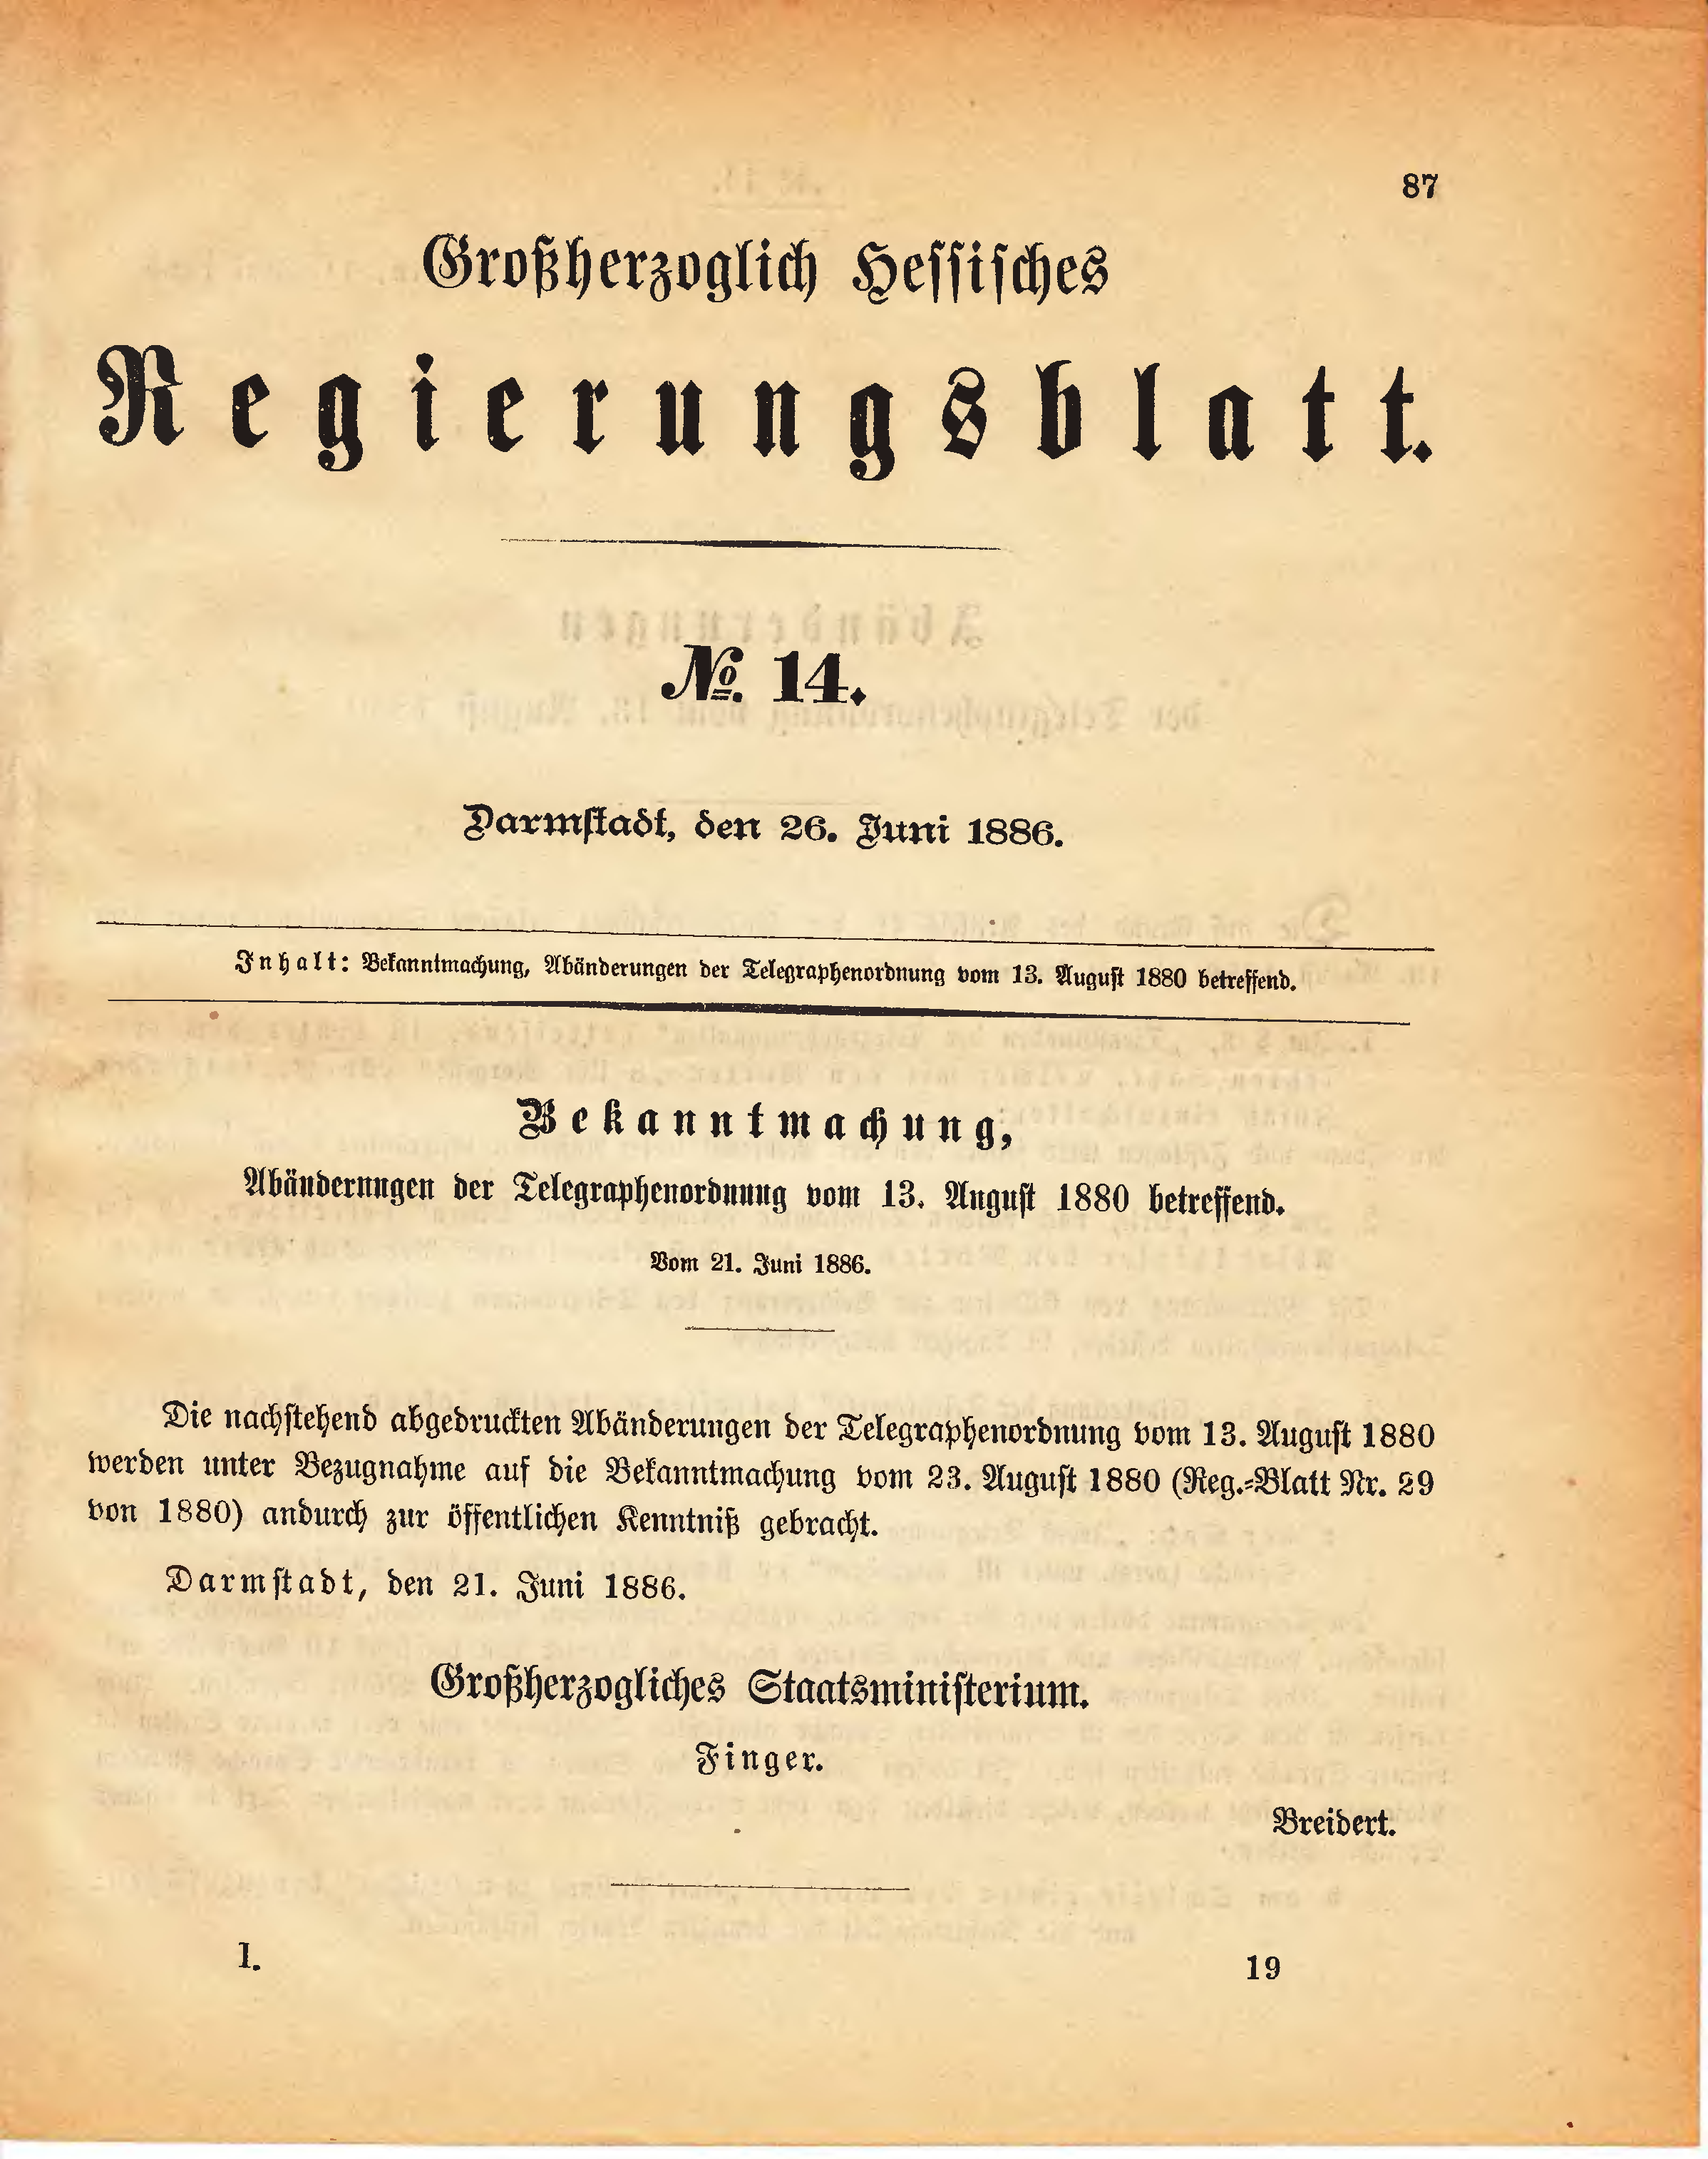 87
Großherzoglich Hessisches
Regierungsblatt.
№. 14.
Darmstadt, den 26. Juni 1886.
Inhalt: Bekanntmachung, Abänderungen der Telegraphenordnung vom 13. August 1880 betreffend.
Bekanntmachung,
Abänderungen der Telegraphenordnung vom 13. August 1880 betreffend.
Vom 21. Juni 1886.
Die nachstehend abgedruckten Abänderungen der Telegraphenordnung vom 13. August 1880
werden unter Bezugnahme auf die Bekanntmachung vom 23. August 1880 (Reg.-Blatt Nr. 29
von 1880) andurch zur öffentlichen Kenntniß gebracht.
Darmstadt, den 21. Juni 1886.
Großherzogliches Staatsministerium.
Finger.
Breidert.
I. 19